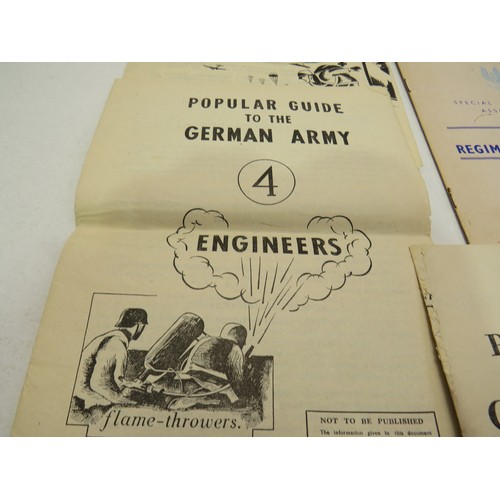 POPULAR GUIDE
TO THE
GERMAN ARMY
4
ENGINEERS
flame-throwers.
NOT TO BE PUBLISHED
The information given in this document
SPECIAL
ASS
REGIM
P